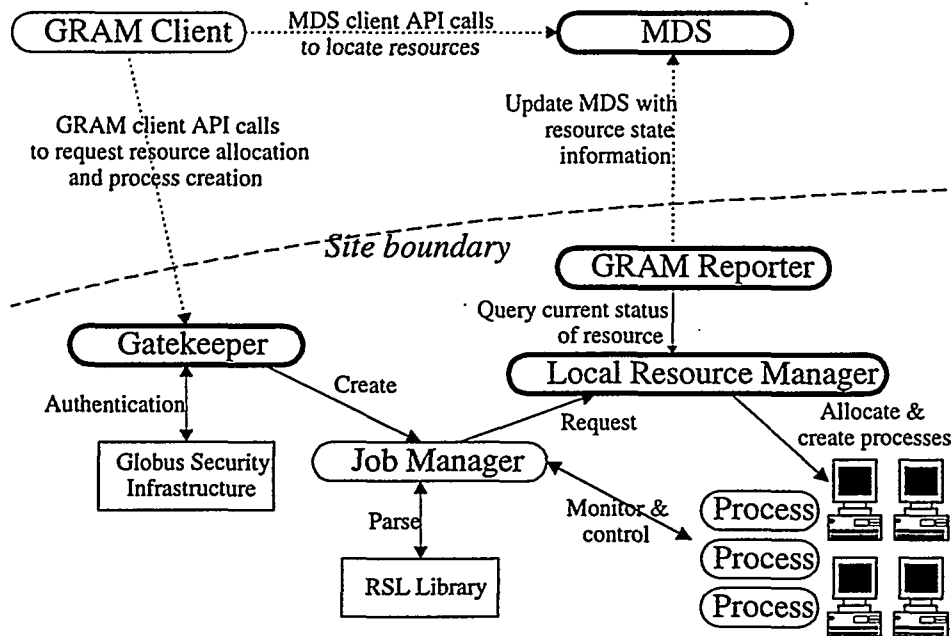 GRAM Client
MDS client API calls
to locate resources
MDS
Update MDS with
resource state
information
GRAM client API calls
to request resource allocation
and process creation
Site boundary
GRAM Reporter
Query current status
of resource
Gatekeeper
Local Resource Manager
Create
Authentication
Request
Allocate &
create processes
Globus Security
Infrastructure
Job Manager
Monitor &
control
Parse
RSL Library
Process
Process
Process